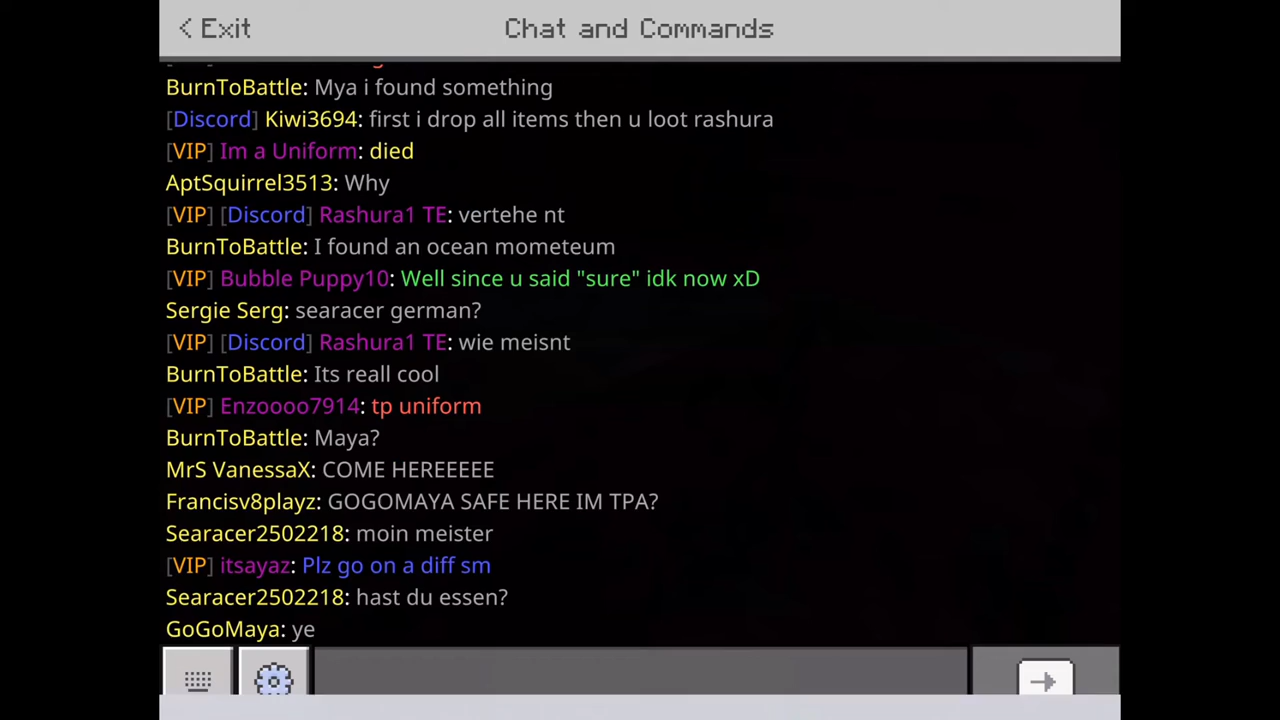 < Exit
Chat and Commands
BurnToBattle: Mya i found something
[Discord] Kiwi3694: first i drop all items then u loot rashura
[VIP] Im a Uniform: died
AptSquirrel3513: Why
[VIP] [Discord] Rashura1 TE: vertehe nt
BurnToBattle: I found an ocean mometeum
[VIP] Bubble Puppy10: Well since u said "sure" idk now xD
Sergie Serg: searacer german?
[VIP] [Discord] Rashura1 TE: wie meisnt
BurnToBattle: Its reall cool
[VIP] Enzoooo7914: tp uniform
BurnToBattle: Maya?
MrS VanessaX: COME HEREEEEE
Francisv8playz: GOGOMAYA SAFE HERE IM TPA?
Searacer2502218: moin meister
[VIP] itsayaz: Plz go on a diff sm
Searacer2502218: hast du essen?
GoGoMaya: ye